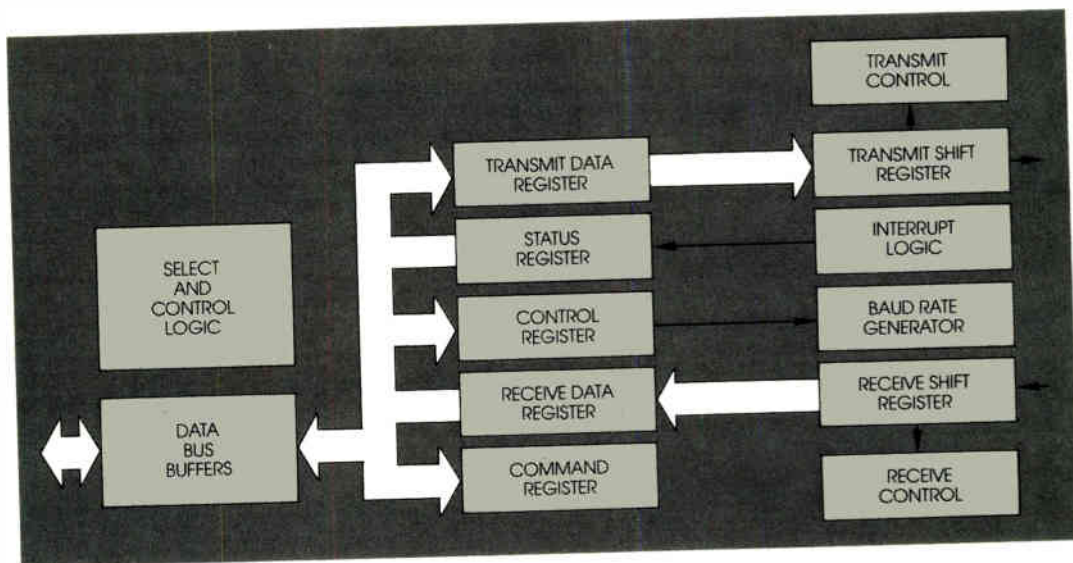 TRANSMIT
CONTROL
TRANSMIT DATA
REGISTER
TRANSMIT SHIFT
REGISTER
STATUS
REGISTER
INTERRUPT
LOGIC
SELECT
AND
CONTROL
LOGIC
CONTROL
REGISTER
BAUD RATE
GENERATOR
RECEIVE DATA
REGISTER
RECEIVE SHIFT
REGISTER
DATA
BUS
BUFFERS
COMMAND
REGISTER
RECEIVE
CONTROL